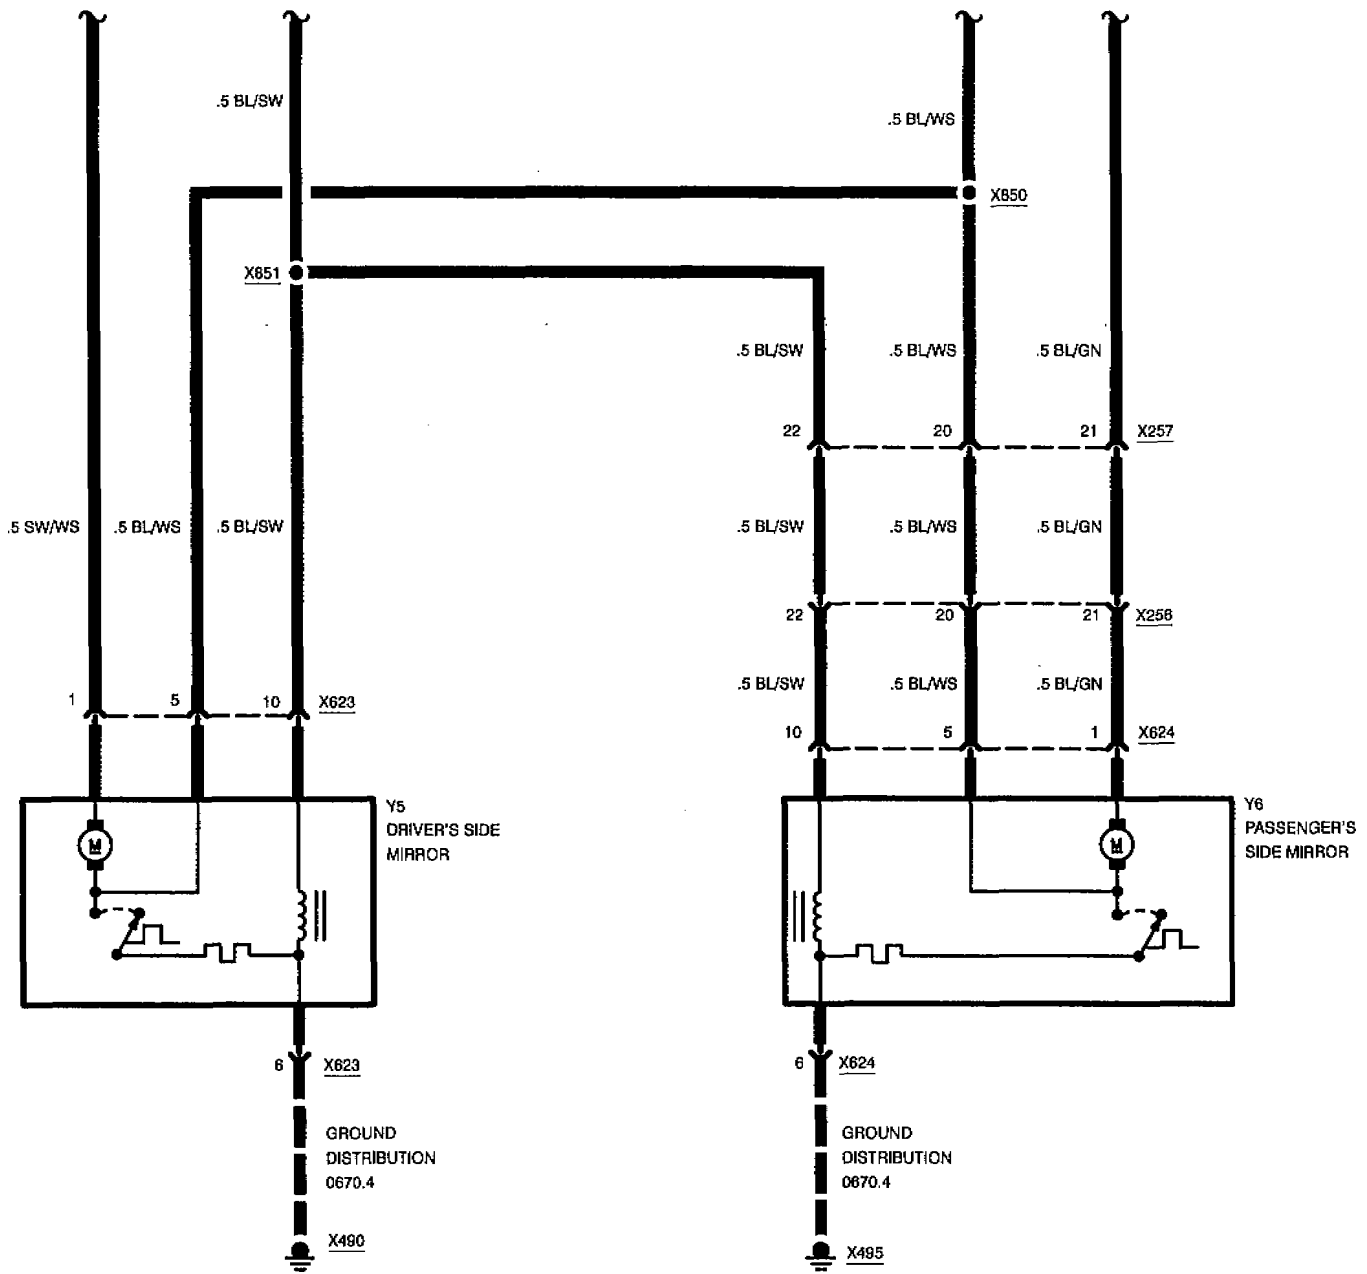 .5 BL/SW
.5 BL/WS
X850
X851
.5 BL/SW .5 BL/WS .5 BL/GN
22 20 21 X257
.5 SW/WS .5 BL/WS .5 BL/SW .5 BL/SW .5 BL/WS .5 BL/GN
22 20 21 X256
.5 BL/SW .5 BL/WS .5 BL/GN
1 5 10 X623
10 5 1 X624
Y5
DRIVER'S SIDE
MIRROR
Y6
PASSENGER'S
SIDE MIRROR
M
M
6 X623
6 X624
GROUND
DISTRIBUTION
0670.4
GROUND
DISTRIBUTION
0670.4
X490
X495